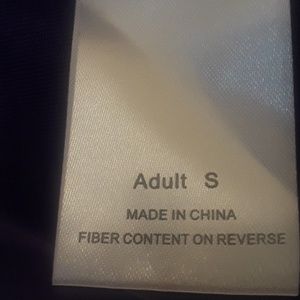 Adult S
MADE IN CHINA
FIBER CONTENT ON REVERSE